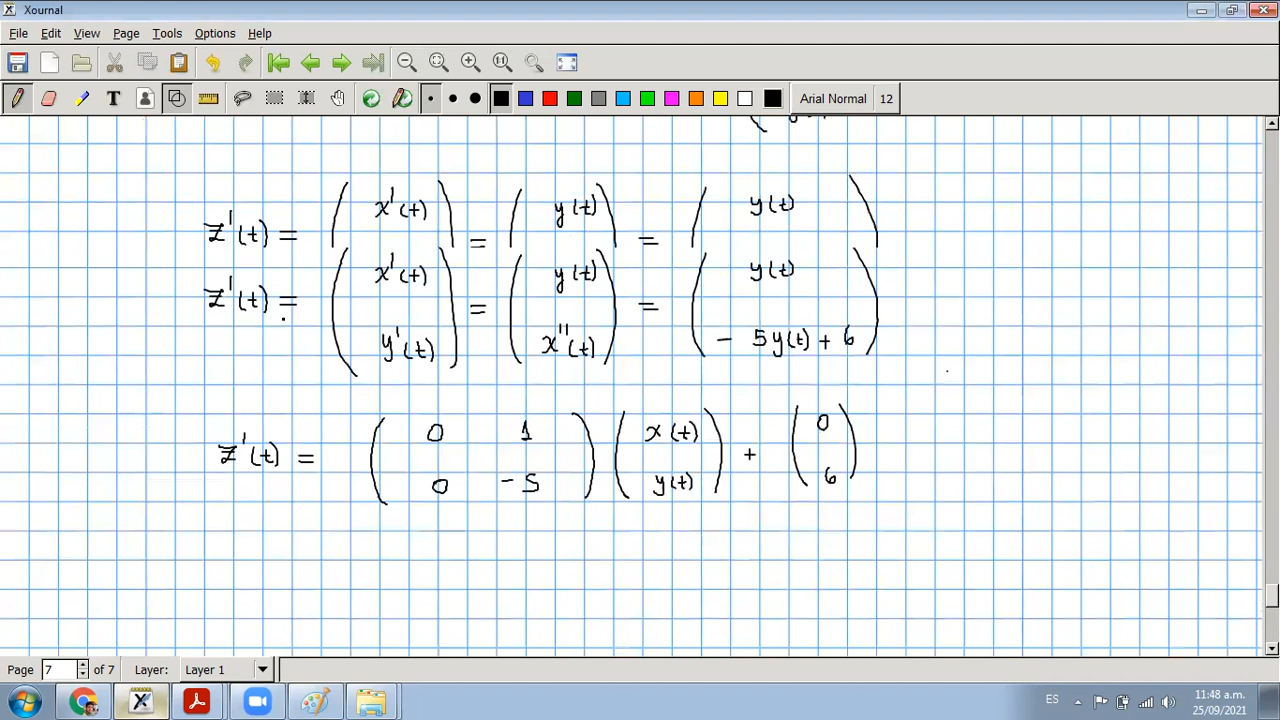 Xournal
File Edit View Page Tools Options Help
Arial Normal 12
Z'(t) = ( x'(t) ) = ( y(t) ) = ( y(t) )
Z'(t) = ( x'(t) ) = ( y(t) ) = ( y(t) )
( y'(t) ) ( x''(t) ) ( - 5y(t) + 6 )
( 0 1 ) ( x(t) ) ( 0 )
Z'(t) = +
( 0 -5 ) ( y(t) ) ( 6 )
Page 7 of 7 Layer: Layer 1
ES 11:48 a.m.
25/09/2021